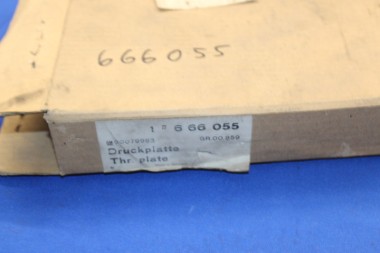 666055
1 6 66 055
Druckplatte
Thr. plate